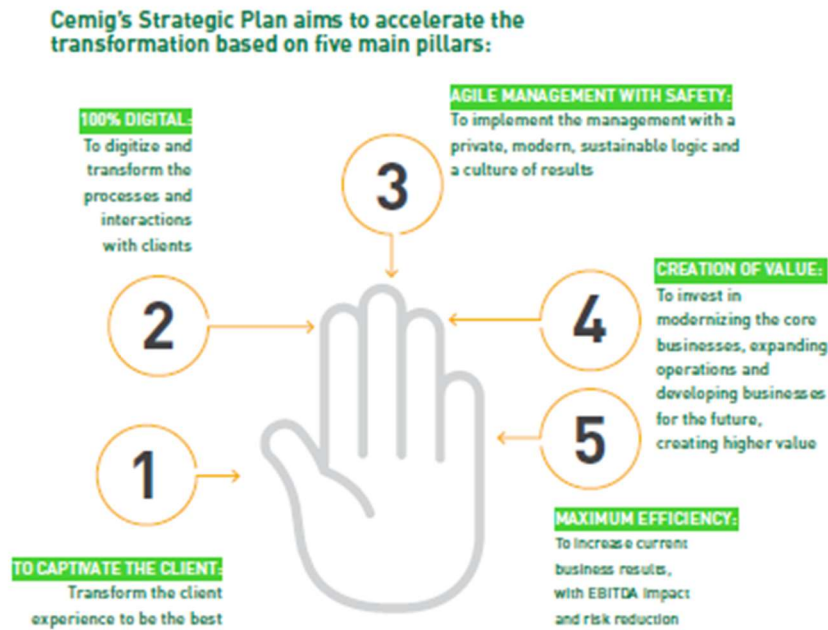 Cemig's Strategic Plan aims to accelerate the
transformation based on five main pillars:
1
TO CAPTIVATE THE CLIENT:
Transform the client
experience to be the best
2
100% DIGITAL:
To digitize and
transform the
processes and
interactions
with clients
3
AGILE MANAGEMENT WITH SAFETY:
To implement the management with a
private, modern, sustainable logic and
a culture of results
4
CREATION OF VALUE:
To invest in
modernizing the core
businesses, expanding
operations and
developing businesses
for the future,
creating higher value
5
MAXIMUM EFFICIENCY:
To increase current
business results,
with EBITDA impact
and risk reduction